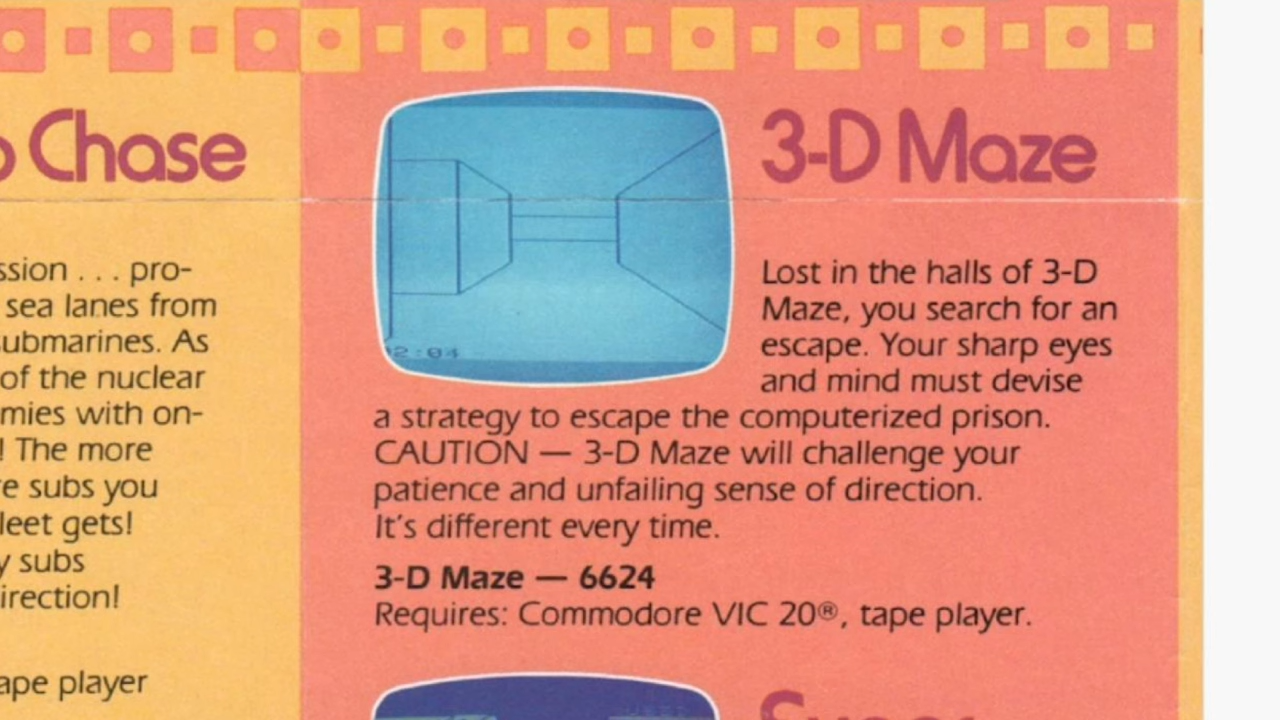 Chase
ssion . . . pro-
sea lanes from
submarines. As
of the nuclear
mies with on-
! The more
re subs you
leet gets!
y subs
irection!
ape player
3-D Maze
2:04
Lost in the halls of 3-D
Maze, you search for an
escape. Your sharp eyes
and mind must devise
a strategy to escape the computerized prison.
CAUTION — 3-D Maze will challenge your
patience and unfailing sense of direction.
It's different every time.
3-D Maze — 6624
Requires: Commodore VIC 20®, tape player.